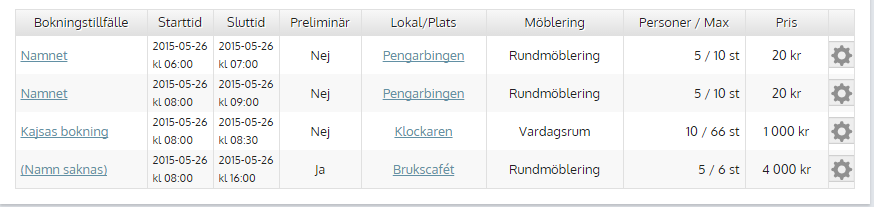 Bokningstillfälle Starttid Sluttid Preliminär Lokal/Plats Möblering Personer / Max Pris
Namnet 2015-05-26 kl 06:00 2015-05-26 kl 07:00 Nej Pengarbingen Rundmöblering 5 / 10 st 20 kr
Namnet 2015-05-26 kl 08:00 2015-05-26 kl 09:00 Nej Pengarbingen Rundmöblering 5 / 10 st 20 kr
Kajsas bokning 2015-05-26 kl 08:00 2015-05-26 kl 08:30 Nej Klockaren Vardagsrum 10 / 66 st 1 000 kr
(Namn saknas) 2015-05-26 kl 08:00 2015-05-26 kl 16:00 Ja Brukscafét Rundmöblering 5 / 6 st 4 000 kr